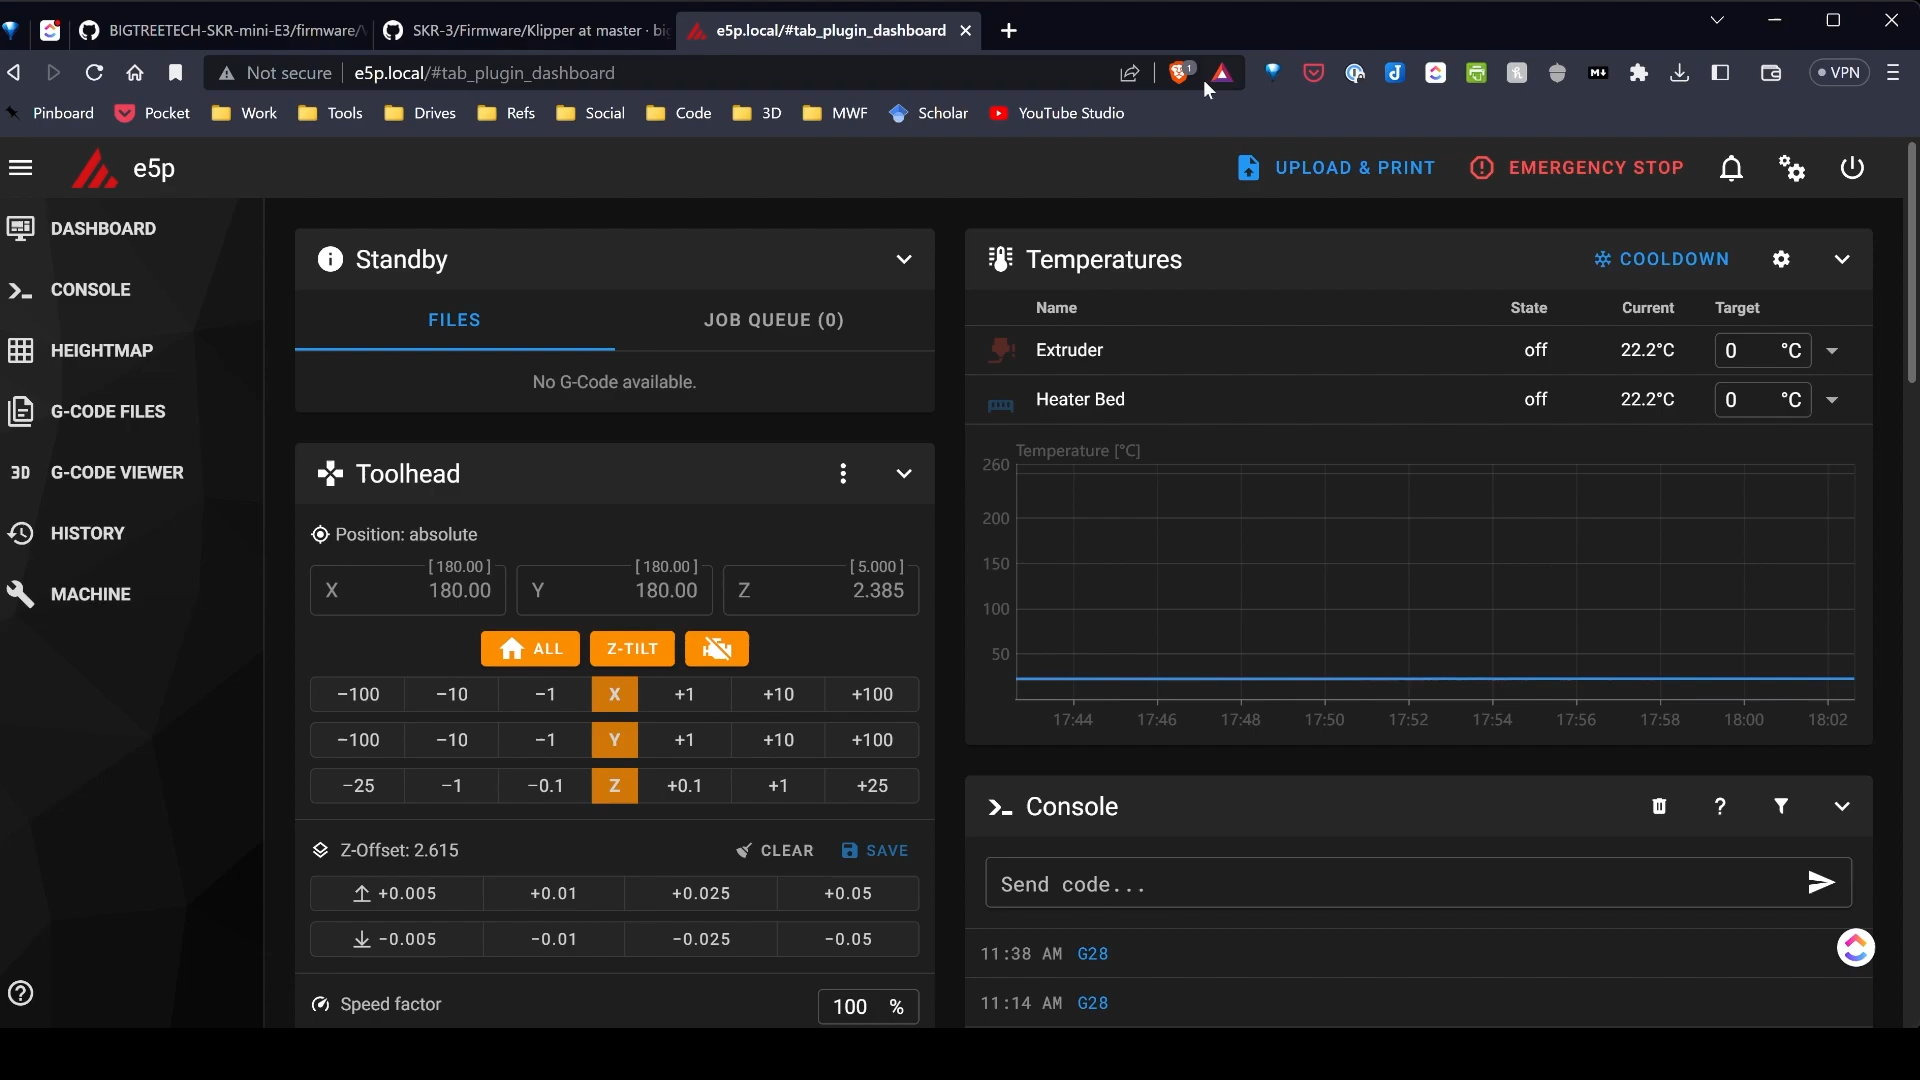 BIGTREETECH-SKR-mini-E3/firmware/
SKR-3/Firmware/Klipper at master · 
e5p.local/#tab_plugin_dashboard
Not secure
e5p.local/#tab_plugin_dashboard
1
VPN
Pinboard
Pocket
Work
Tools
Drives
Refs
Social
Code
3D
MWF
Scholar
YouTube Studio
e5p
UPLOAD & PRINT
EMERGENCY STOP
DASHBOARD
CONSOLE
HEIGHTMAP
G-CODE FILES
3D G-CODE VIEWER
HISTORY
MACHINE
Standby
FILES
JOB QUEUE (0)
No G-Code available.
Toolhead
Position: absolute
[ 180.00 ]
X 180.00
[ 180.00 ]
Y 180.00
[ 5.000 ]
Z 2.385
ALL
Z-TILT
-100 -10 -1 X +1 +10 +100
-100 -10 -1 Y +1 +10 +100
-25 -1 -0.1 Z +0.1 +1 +25
Z-Offset: 2.615
CLEAR
SAVE
+0.005 +0.01 +0.025 +0.05
-0.005 -0.01 -0.025 -0.05
Speed factor
100 %
Temperatures
COOLDOWN
Name State Current Target
Extruder off 22.2°C 0 °C
Heater Bed off 22.2°C 0 °C
Temperature [°C]
260
200
150
100
50
17:44 17:46 17:48 17:50 17:52 17:54 17:56 17:58 18:00 18:02
Console
?
Send code...
11:38 AM G28
11:14 AM G28